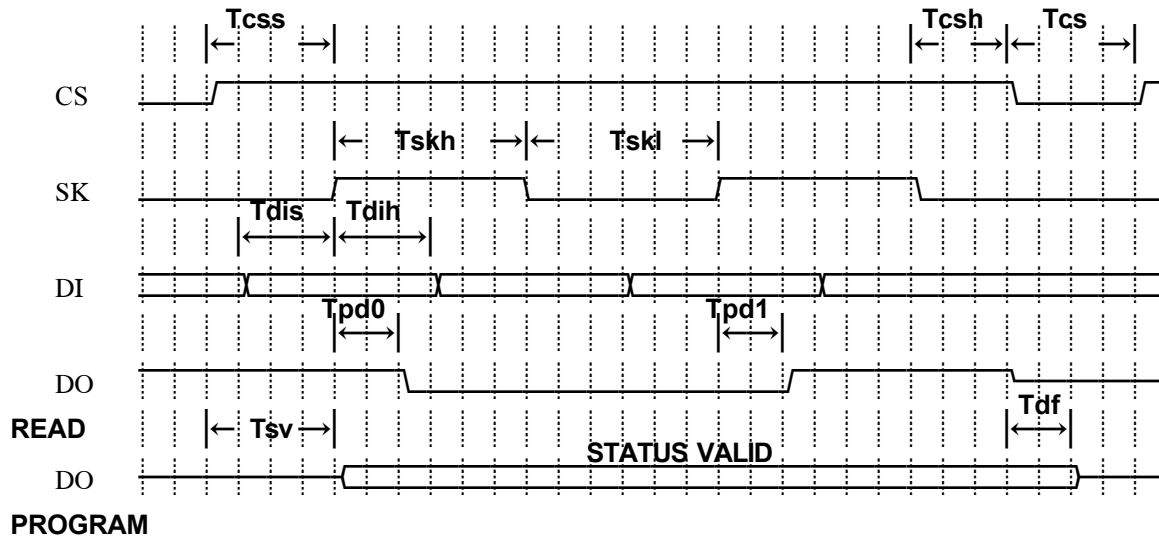 Tcss Tcsh Tcs
CS
Tskh Tskl
SK
Tdis Tdih
DI
Tpd0 Tpd1
DO
Tdf
READ Tsv
STATUS VALID
DO
PROGRAM